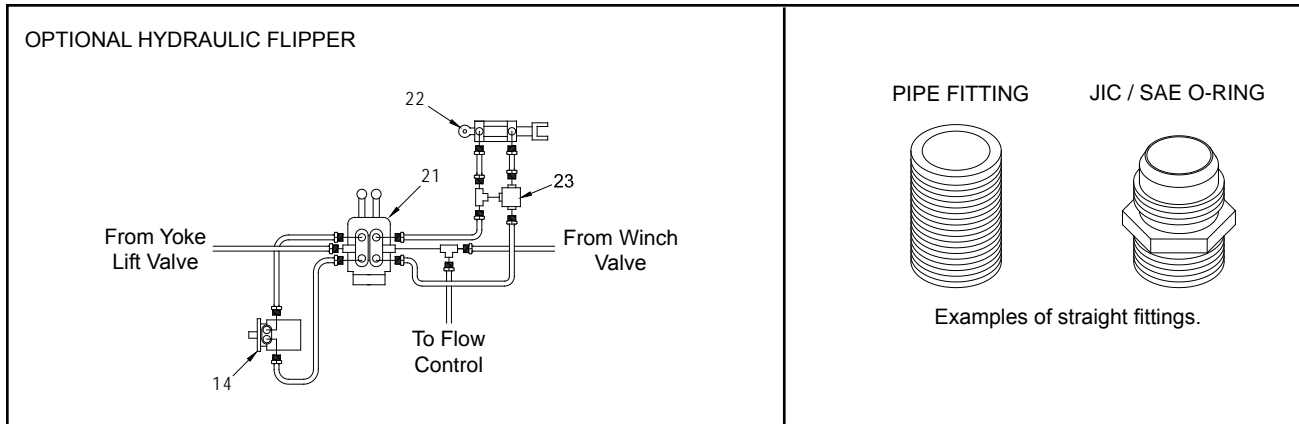 OPTIONAL HYDRAULIC FLIPPER
22
21
23
From Yoke
Lift Valve
From Winch
Valve
To Flow
Control
14
PIPE FITTING
JIC / SAE O-RING
Examples of straight fittings.